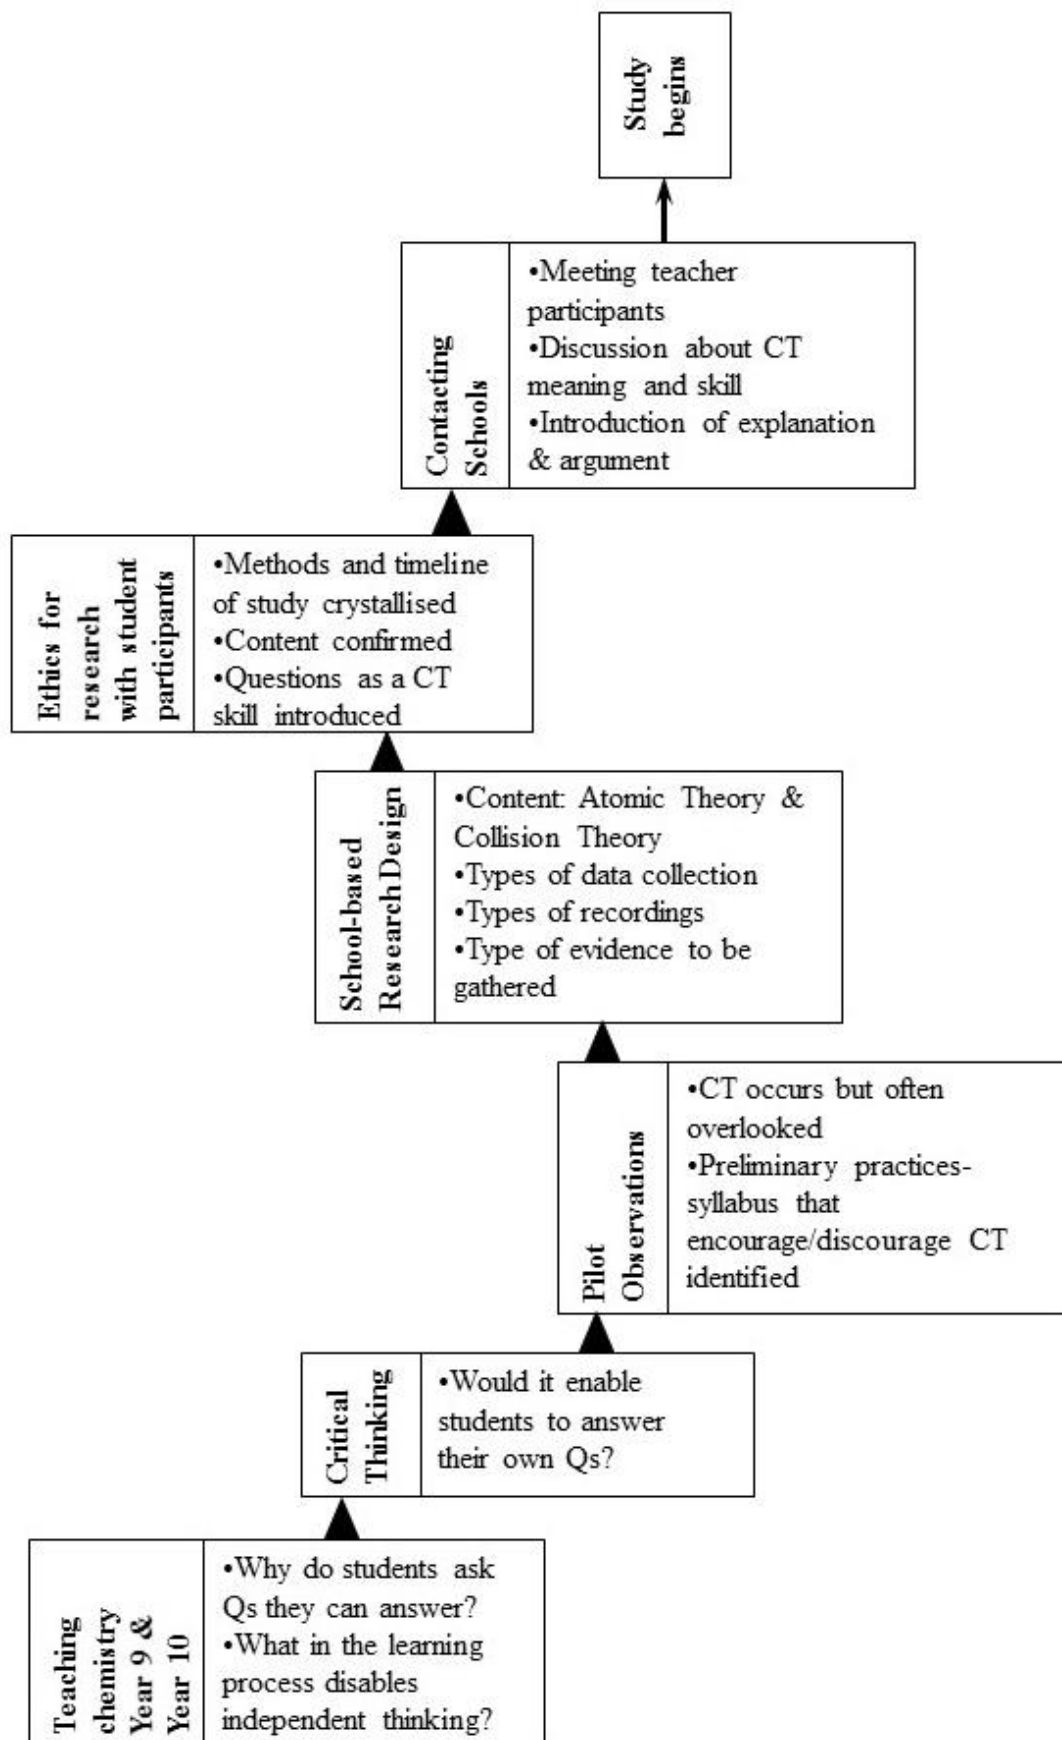 Study
begins
Contacting
Schools
•Meeting teacher
participants
•Discussion about CT
meaning and skill
•Introduction of explanation
& argument
Ethics for
research
with student
participants
•Methods and timeline
of study crystallised
•Content confirmed
•Questions as a CT
skill introduced
School-based
Research Design
•Content: Atomic Theory &
Collision Theory
•Types of data collection
•Types of recordings
•Type of evidence to be
gathered
Pilot
Observations
•CT occurs but often
overlooked
•Preliminary practices-
syllabus that
encourage/discourage CT
identified
Critical
Thinking
•Would it enable
students to answer
their own Qs?
Teaching
chemistry
Year 9 &
Year 10
•Why do students ask
Qs they can answer?
•What in the learning
process disables
independent thinking?